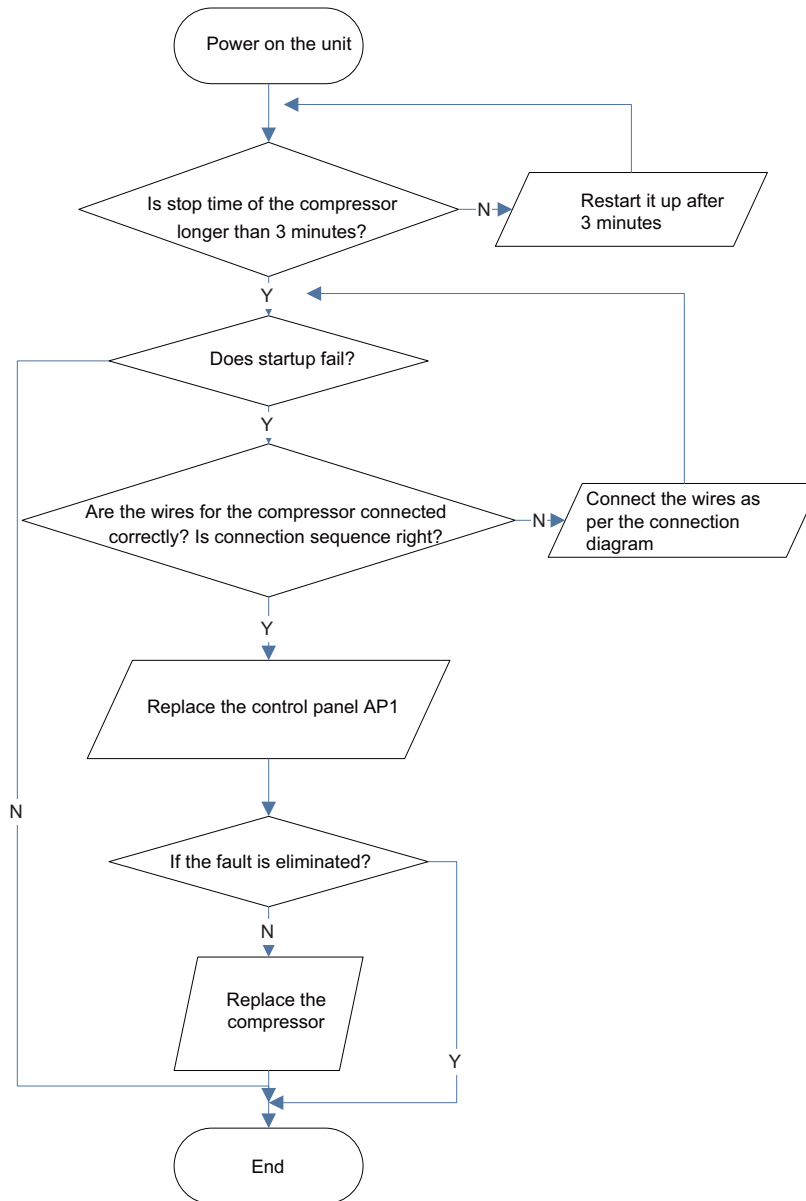 Power on the unit
Is stop time of the compressor
longer than 3 minutes?
N
Restart it up after
3 minutes
Y
Does startup fail?
Y
Are the wires for the compressor connected
correctly? Is connection sequence right?
N
Connect the wires as
per the connection
diagram
Y
Replace the control panel AP1
N
If the fault is eliminated?
N
Replace the
compressor
Y
End